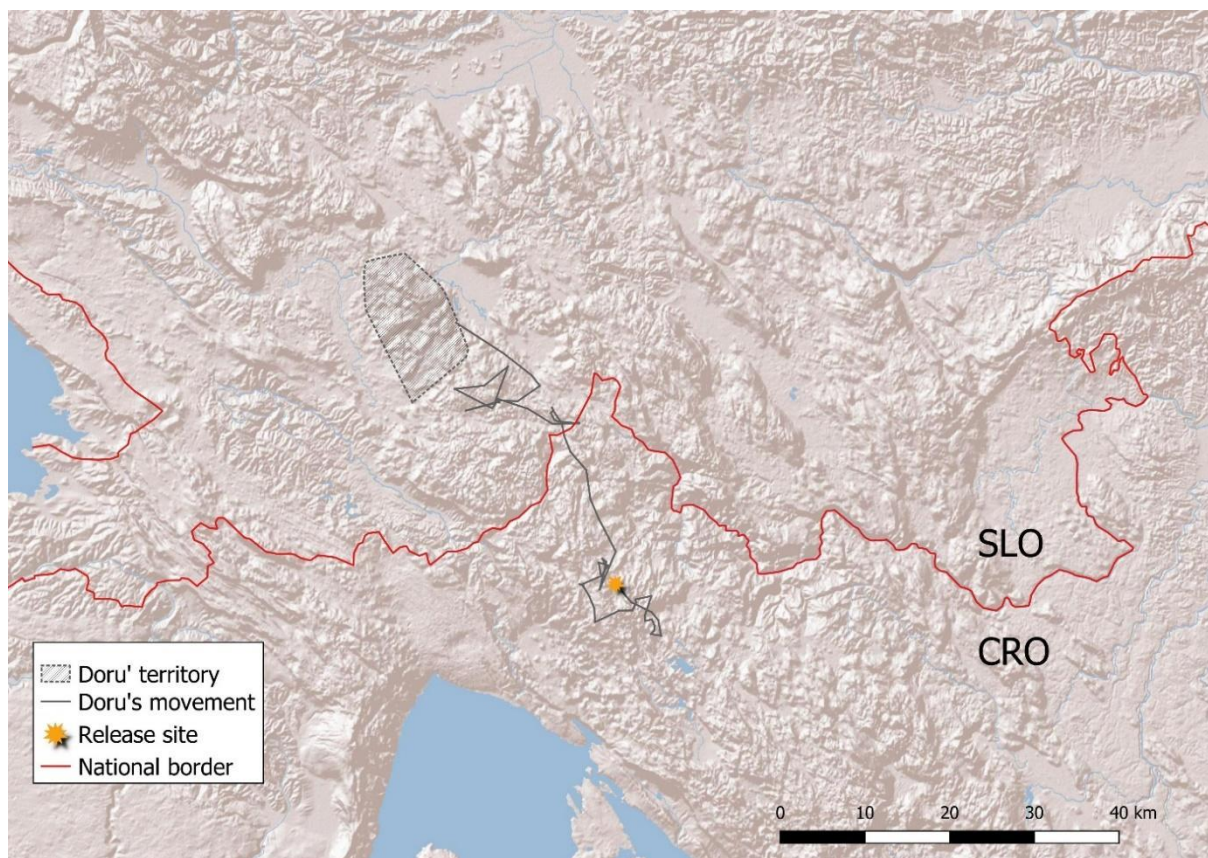 SLO
CRO
Doru' territory
Doru's movement
Release site
National border
0 10 20 30 40 km